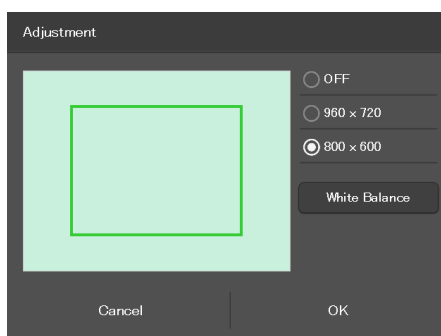 Adjustment
OFF
960 × 720
800 × 600
White Balance
Cancel
OK